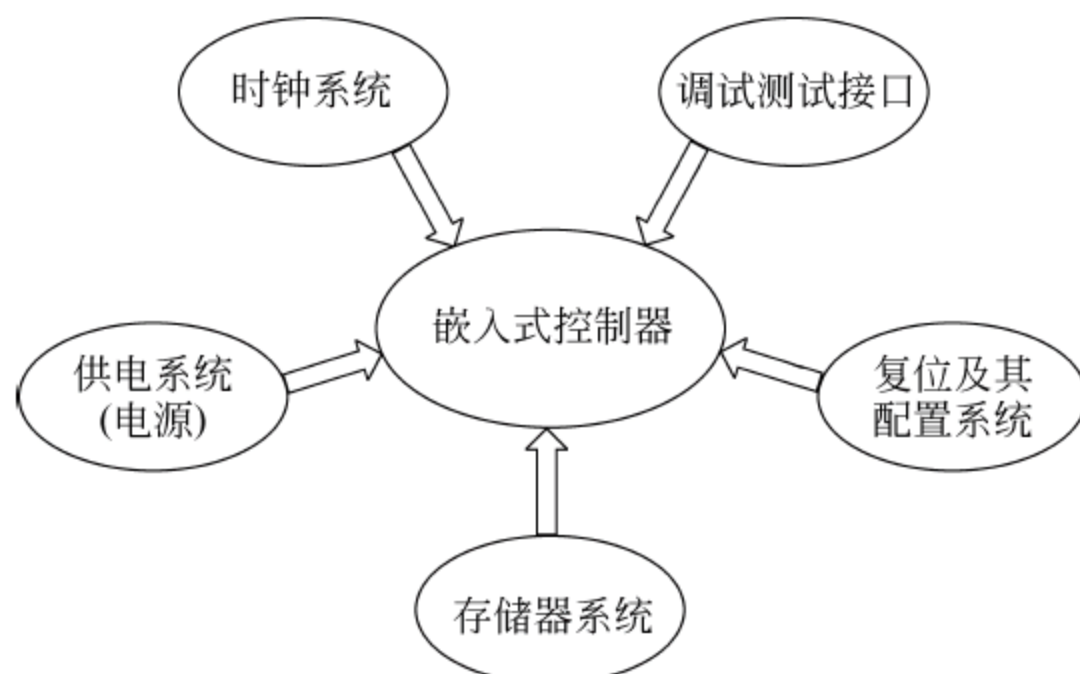 时钟系统
调试测试接口
嵌入式控制器
供电系统
(电源)
复位及其
配置系统
存储器系统